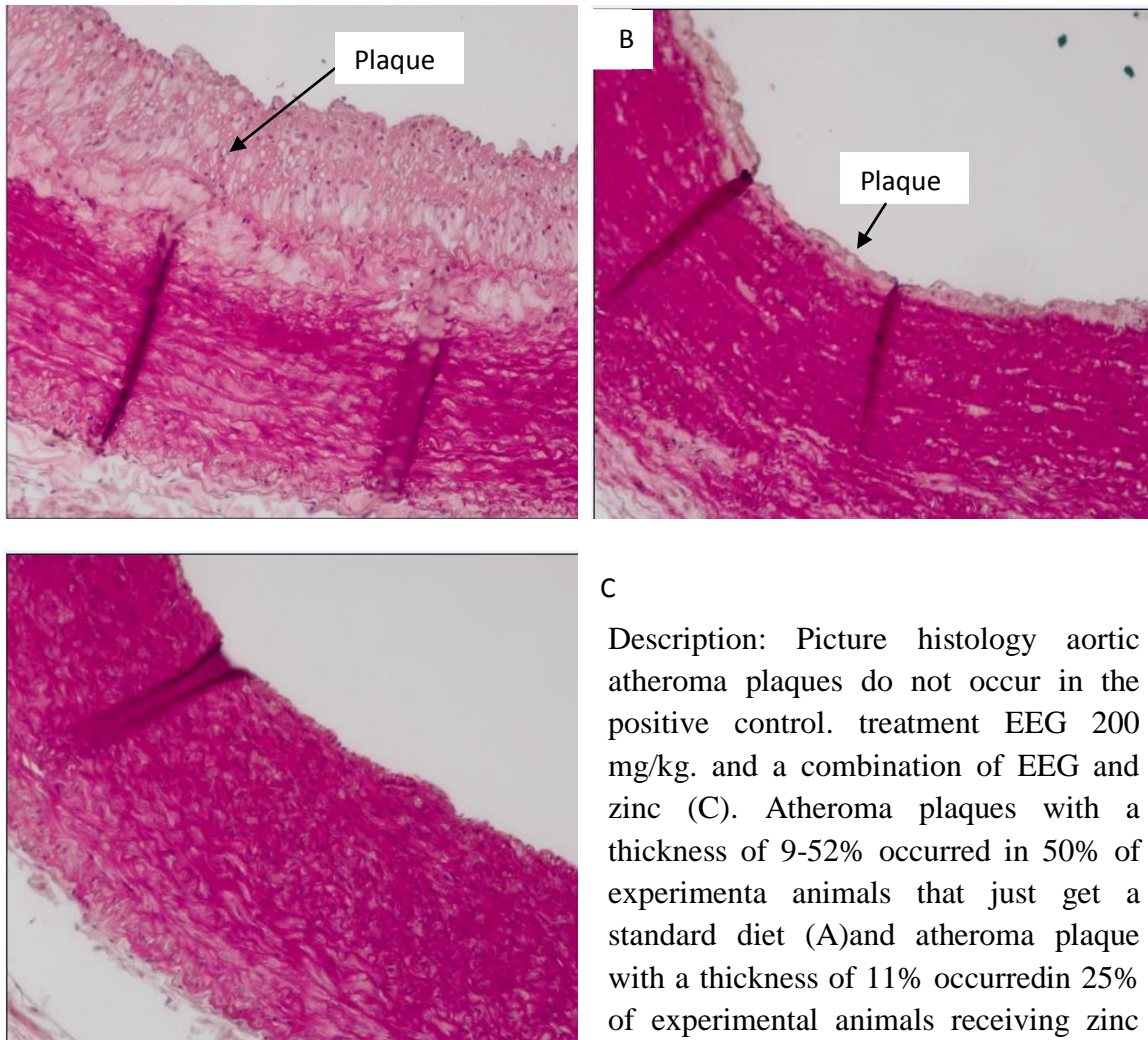 Plaque
B
Plaque
C
Description: Picture histology aortic
atheroma plaques do not occur in the
positive control. treatment EEG 200
mg/kg. and a combination of EEG and
zinc (C). Atheroma plaques with a
thickness of 9-52% occurred in 50% of
experimenta animals that just get a
standard diet (A)and atheroma plaque
with a thickness of 11% occurredin 25%
of experimental animals receiving zinc